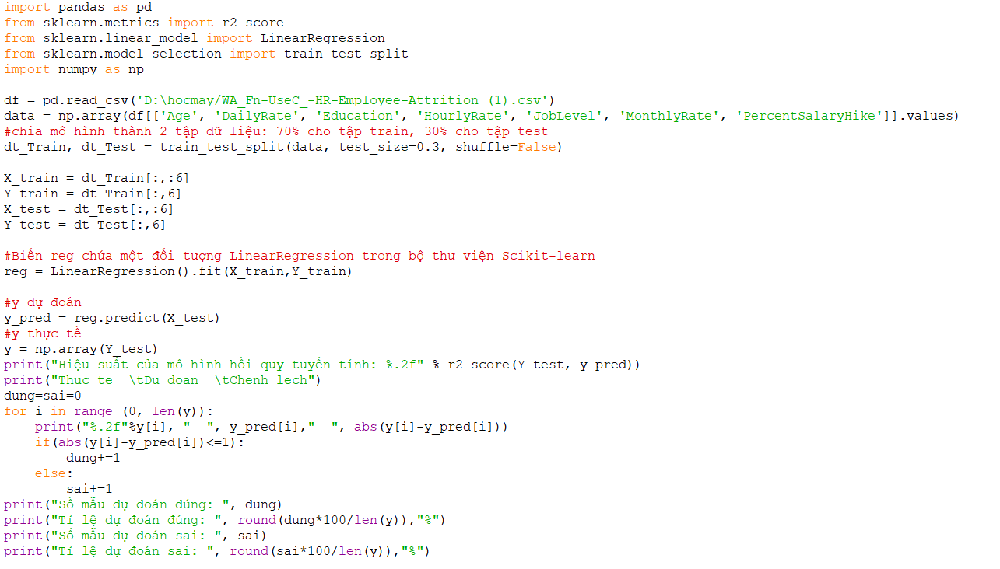 import pandas as pd
from sklearn.metrics import r2_score
from sklearn.linear_model import LinearRegression
from sklearn.model_selection import train_test_split
import numpy as np

df = pd.read_csv('D:\hocmay/WA_Fn-UseC_-HR-Employee-Attrition (1).csv')
data = np.array(df[['Age', 'DailyRate', 'Education', 'HourlyRate', 'JobLevel', 'MonthlyRate', 'PercentSalaryHike']].values)
#chia mô hình thành 2 tập dữ liệu: 70% cho tập train, 30% cho tập test
dt_Train, dt_Test = train_test_split(data, test_size=0.3, shuffle=False)

X_train = dt_Train[:,:6]
Y_train = dt_Train[:,6]
X_test = dt_Test[:,:6]
Y_test = dt_Test[:,6]

#Biến reg chứa một đối tượng LinearRegression trong bộ thư viện Scikit-learn
reg = LinearRegression().fit(X_train,Y_train)

#y dự đoán
y_pred = reg.predict(X_test)
#y thực tế
y = np.array(Y_test)
print("Hiệu suất của mô hình hồi quy tuyến tính: %.2f" % r2_score(Y_test, y_pred))
print("Thuc te  \tDu doan  \tChenh lech")
dung=sai=0
for i in range (0, len(y)):
    print("%.2f"%y[i], "  ", y_pred[i],"  ", abs(y[i]-y_pred[i]))
    if(abs(y[i]-y_pred[i])<=1):
        dung+=1
    else:
        sai+=1
print("Số mẫu dự đoán đúng: ", dung)
print("Tỉ lệ dự đoán đúng: ", round(dung*100/len(y)),"%")
print("Số mẫu dự đoán sai: ", sai)
print("Tỉ lệ dự đoán sai: ", round(sai*100/len(y)),"%")